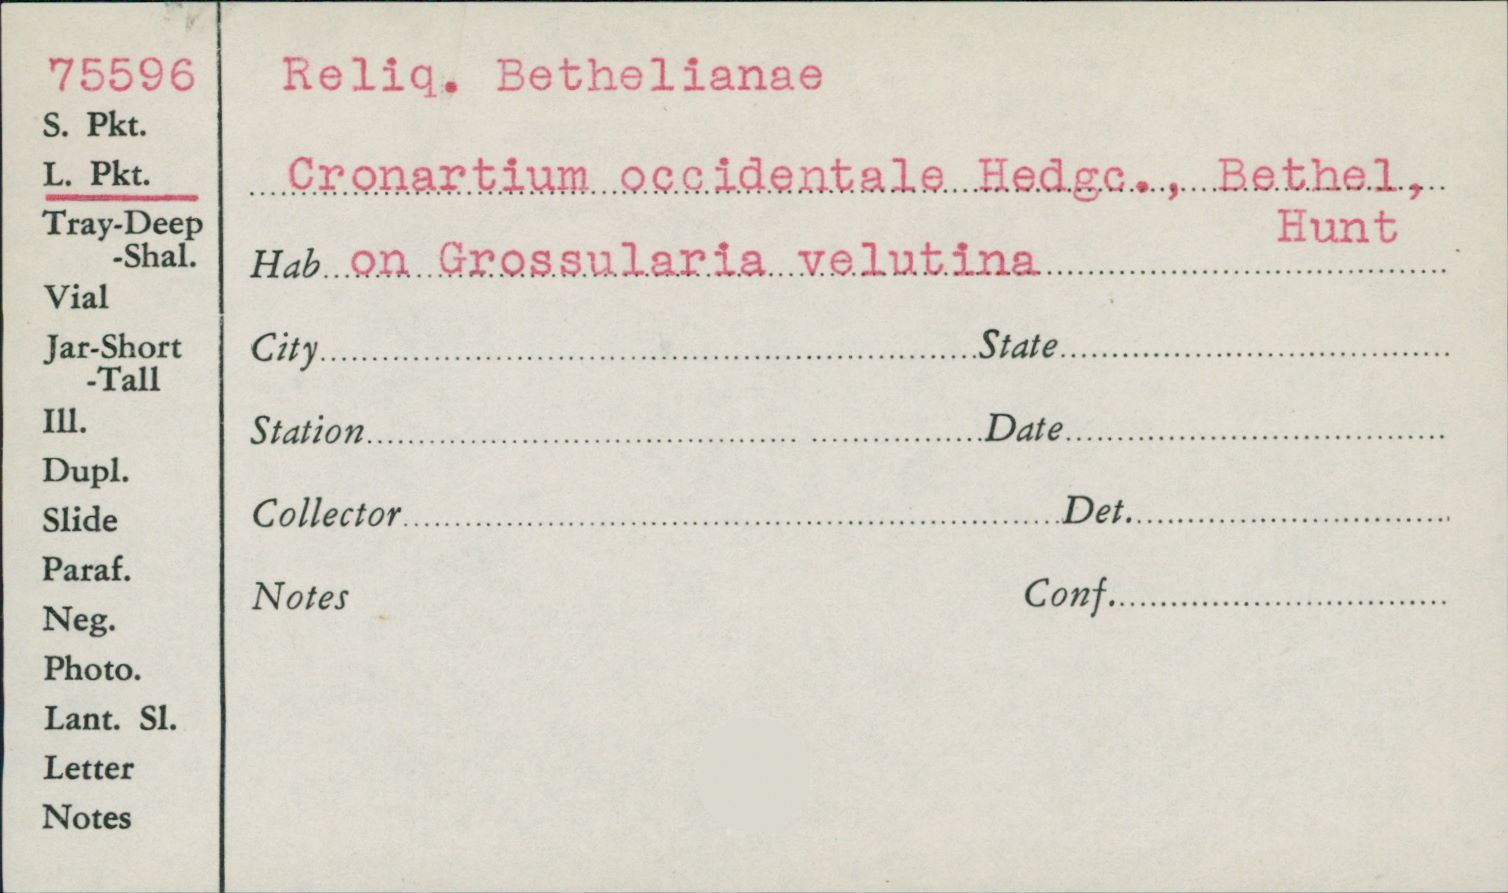 75596
S. Pkt.
L. Pkt.
Tray-Deep
-Shal.
Vial
Jar-Short
-Tall
Ill.
Dupl.
Slide
Paraf.
Neg.
Photo.
Lant. Sl.
Letter
Notes
Reliq. Bethelianae
Cronartium occidentale Hedgc., Bethel,
Hunt
Hab on Grossularia velutina
City State
Station Date
Collector Det.
Notes Conf.